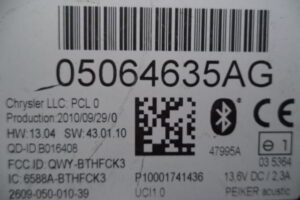 05064635AG
Chrysler LLC: PCL 0
Production: 2010/09/29/0
HW: 13.04 SW: 43.01.10
QD-ID B016408
FCC ID: QWY-BTHFCK3
IC: 6588A-BTHFCK3
2609-050-010-39
P10001741436
UCI1.0
47995A
e 1
03 5364
13,6V DC / 2,3A
PEIKER acustic